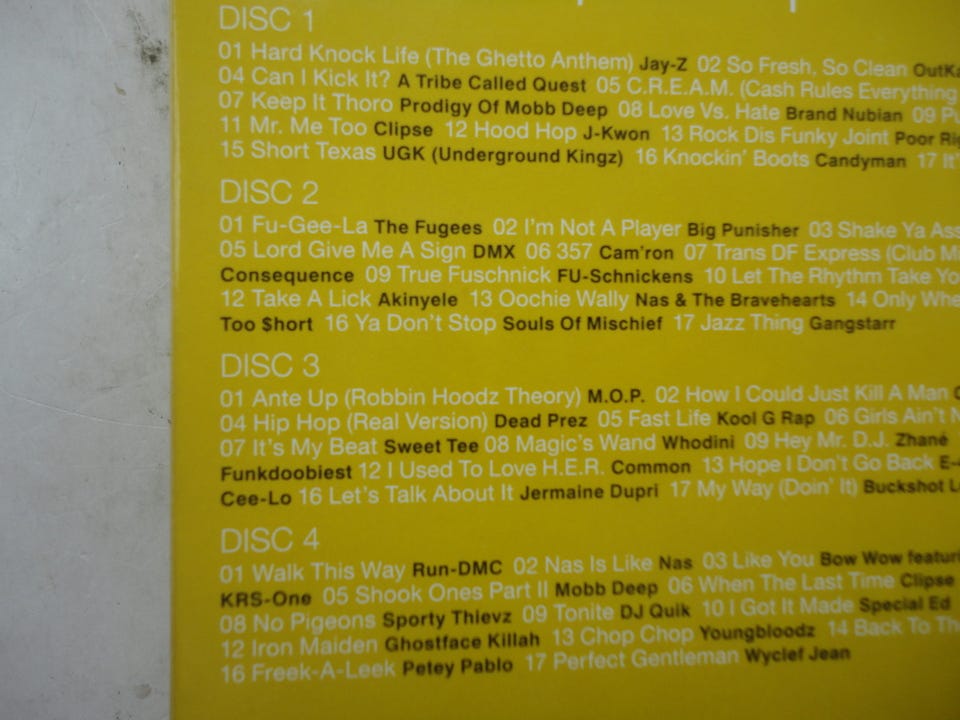 DISC 1
01 Hard Knock Life (The Ghetto Anthem) Jay-Z 02 So Fresh, So Clean
04 Can I Kick It? A Tribe Called Quest 05 C.R.E.A.M. (Cash Rules Everything
07 Keep It Thoro Prodigy Of Mobb Deep 08 Love Vs. Hate Brand Nubian 09
11 Mr. Me Too Clipse 12 Hood Hop J-Kwon 13 Rock Dis Funky Joint Poor
15 Short Texas UGK (Underground Kingz) 16 Knockin' Boots Candyman 17
DISC 2
01 Fu-Gee-La The Fugees 02 I'm Not A Player Big Punisher 03 Shake Ya
05 Lord Give Me A Sign DMX 06 357 Cam'ron 07 Trans DF Express (Club
Consequence 09 True Fuschnick FU-Schnickens 10 Let The Rhythm Take
12 Take A Lick Akinyele 13 Oochie Wally Nas & The Bravehearts 14 Only
Too $hort 16 Ya Don't Stop Souls Of Mischief 17 Jazz Thing Gangstarr
DISC 3
01 Ante Up (Robbin Hoodz Theory) M.O.P. 02 How I Could Just Kill A Man
04 Hip Hop (Real Version) Dead Prez 05 Fast Life Kool G Rap 06 Girls Ain't
07 It's My Beat Sweet Tee 08 Magic's Wand Whodini 09 Hey Mr. D.J. Zhané
Funkdoobiest 12 I Used To Love H.E.R. Common 13 Hope I Don't Go Back
Cee-Lo 16 Let's Talk About It Jermaine Dupri 17 My Way (Doin' It) Buckshot
DISC 4
01 Walk This Way Run-DMC 02 Nas Is Like Nas 03 Like You Bow Wow
KRS-One 05 Shook Ones Part II Mobb Deep 06 When The Last Time Clipse
08 No Pigeons Sporty Thievz 09 Tonite DJ Quik 10 I Got It Made Special Ed
12 Iron Maiden Ghostface Killah 13 Chop Chop Youngbloodz 14 Back To
16 Freek-A-Leek Petey Pablo 17 Perfect Gentleman Wyclef Jean